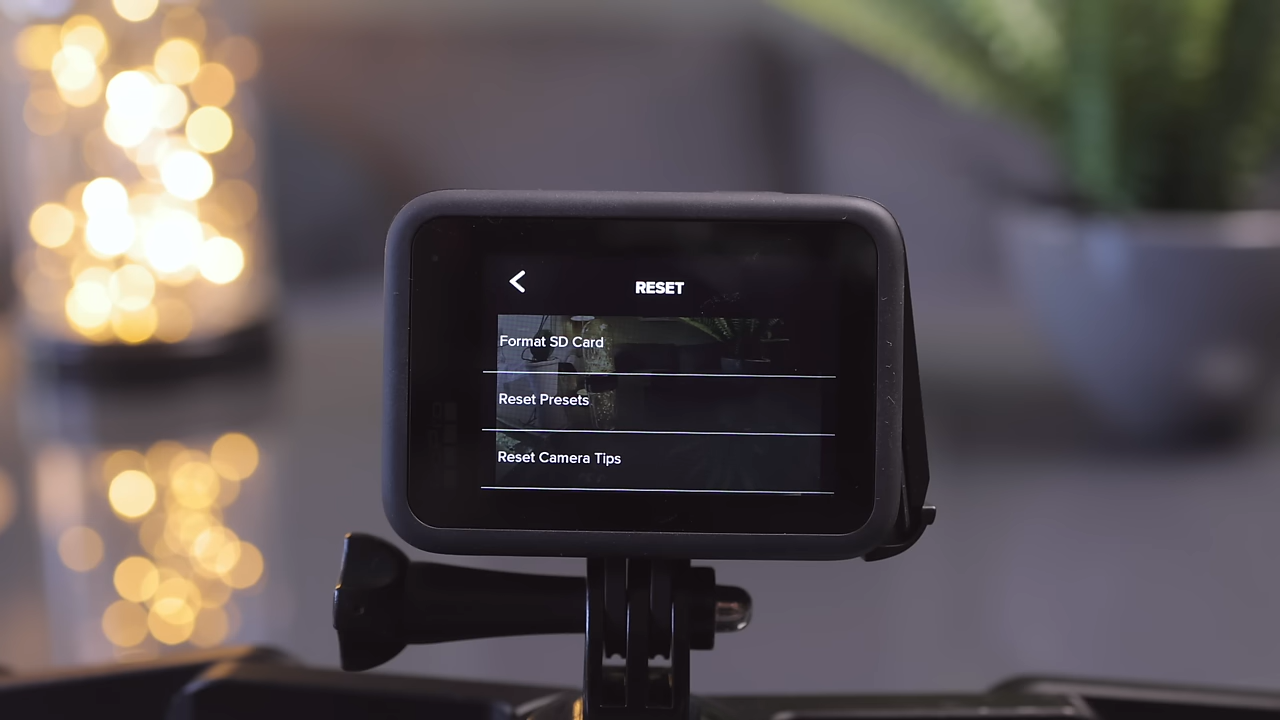 RESET
Format SD Card
Reset Presets
Reset Camera Tips